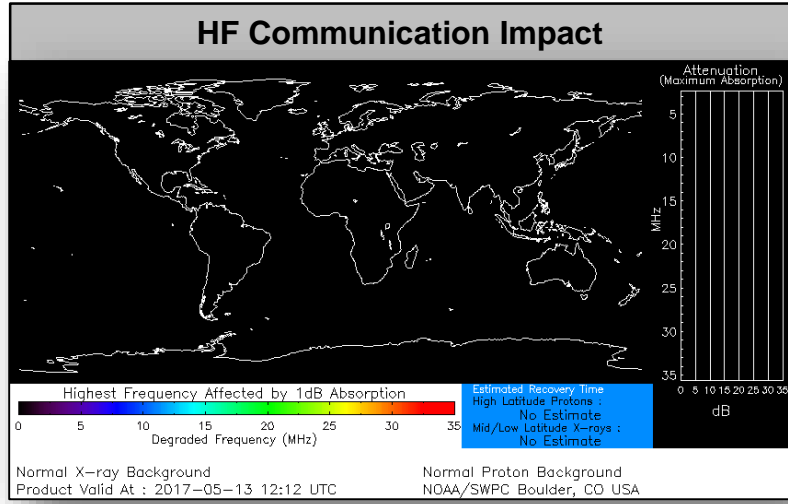 HF Communication Impact
Attenuation
(Maximum Absorption)
5
10
15
20
25
30
35
MHz
0 5 10 15 20 25 30 35
dB
Highest Frequency Affected by 1dB Absorption
0 5 10 15 20 25 30 35
Degraded Frequency (MHz)
Estimated Recovery Time
High Latitude Protons :
No Estimate
Mid/Low Latitude X-rays :
No Estimate
Normal X-ray Background
Normal Proton Background
Product Valid At : 2017-05-13 12:12 UTC
NOAA/SWPC Boulder, CO USA